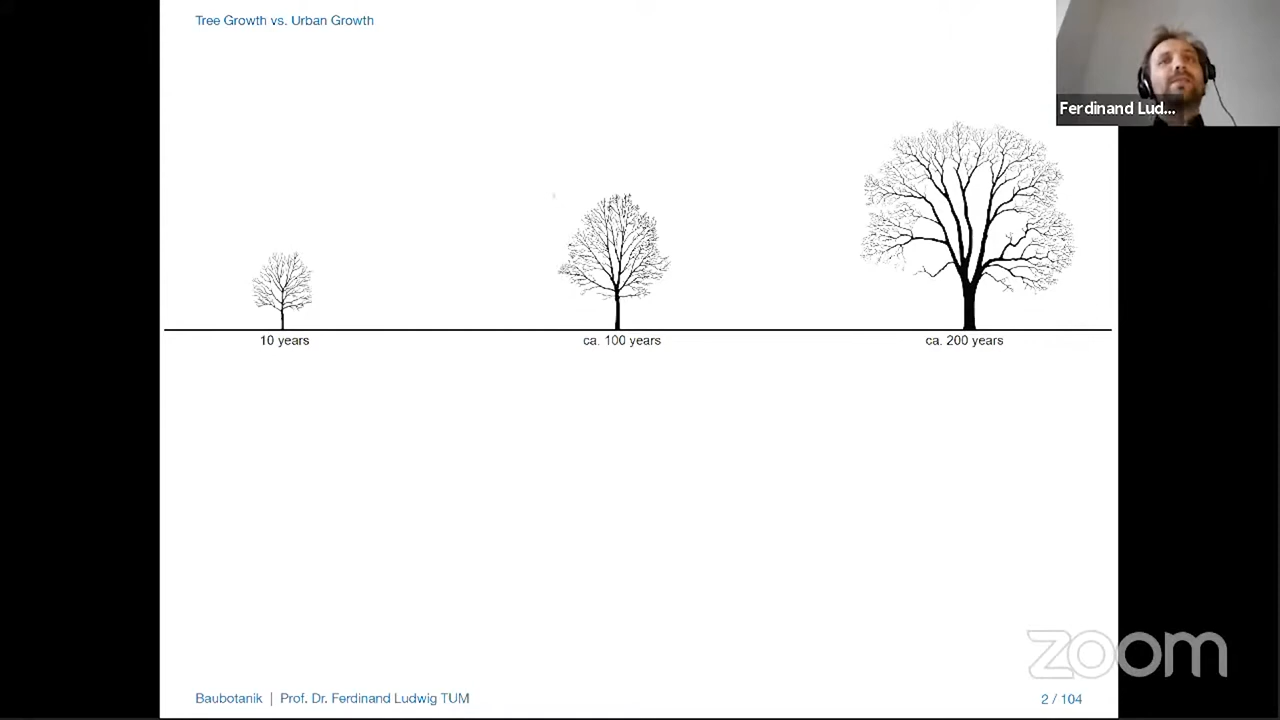 Tree Growth vs. Urban Growth
Ferdinand Lud...
10 years
ca. 100 years
ca. 200 years
zoom
Baubotanik | Prof. Dr. Ferdinand Ludwig TUM
2 / 104